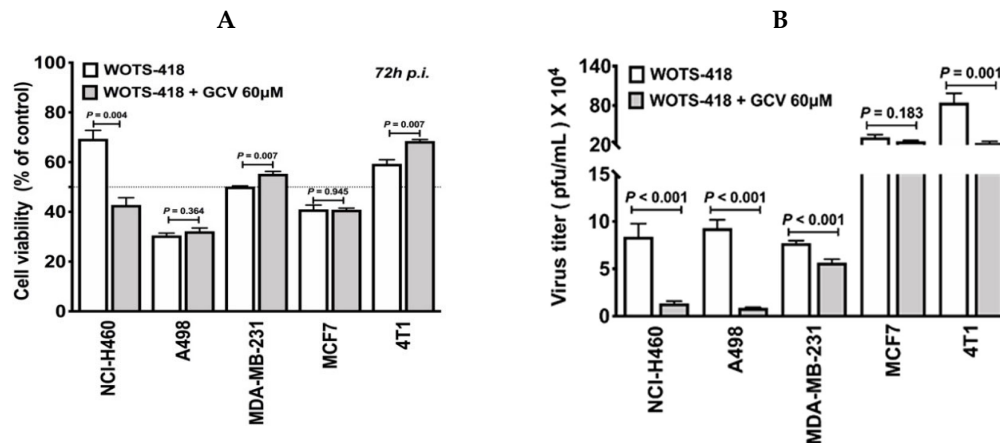 A
Cell viability (% of control)
100
80
60
40
20
0
WOTS-418
WOTS-418 + GCV 60µM
72h p.i.
P = 0.004
P = 0.364
P = 0.007
P = 0.945
P = 0.007
NCI-H460
A498
MDA-MB-231
MCF7
4T1
B
Virus titer ( pfu/mL ) X 10⁴
140
80
20
15
10
5
0
WOTS-418
WOTS-418 + GCV 60µM
P < 0.001
P < 0.001
P < 0.001
P = 0.183
P = 0.001
NCI-H460
A498
MDA-MB-231
MCF7
4T1